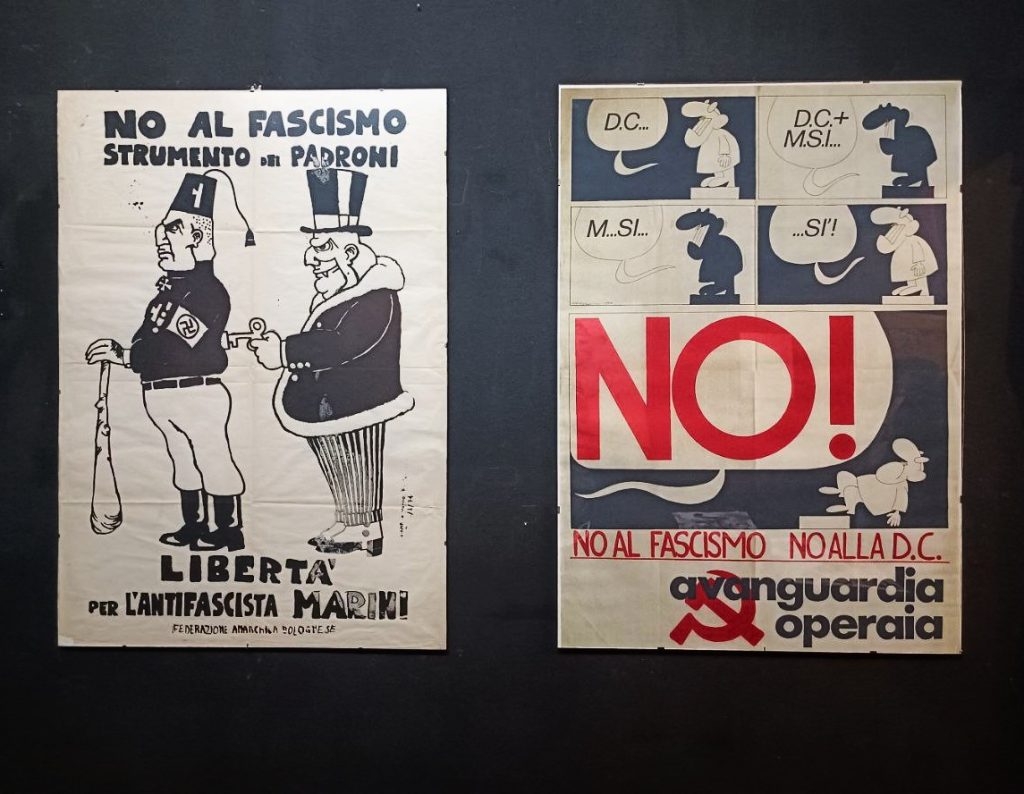 NO AL FASCISMO
STRUMENTO DEI PADRONI
LIBERTA'
PER L'ANTIFASCISTA MARINI
FEDERAZIONE ANARCHICA BOLOGNESE
D.C...
D.C.+
M.S.I...
M...SI...
...SI'!
NO!
NO AL FASCISMO NO ALLA D.C.
avanguardia
operaia